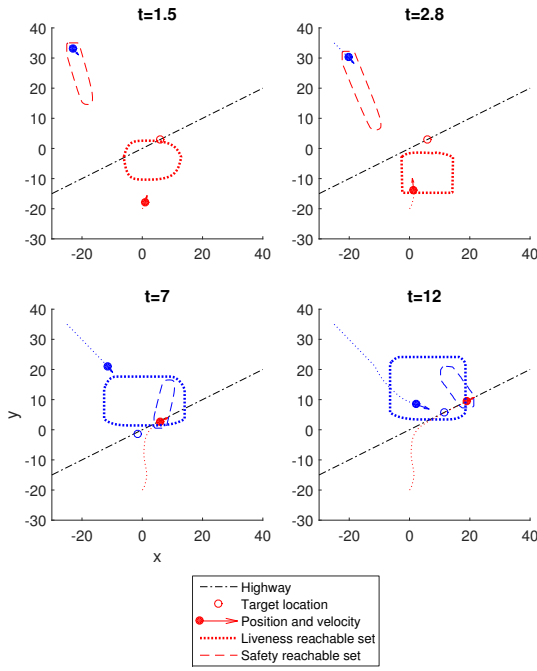 t=1.5 t=2.8
40 40
30 30
20 20
10 10
0 0
-10 -10
-20 -20
-30 -30
-20 0 20 40 -20 0 20 40
t=7 t=12
40 40
30 30
20 20
10 10
y 0 0
-10 -10
-20 -20
-30 -30
-20 0 20 40 -20 0 20 40
x
Highway
Target location
Position and velocity
Liveness reachable set
Safety reachable set